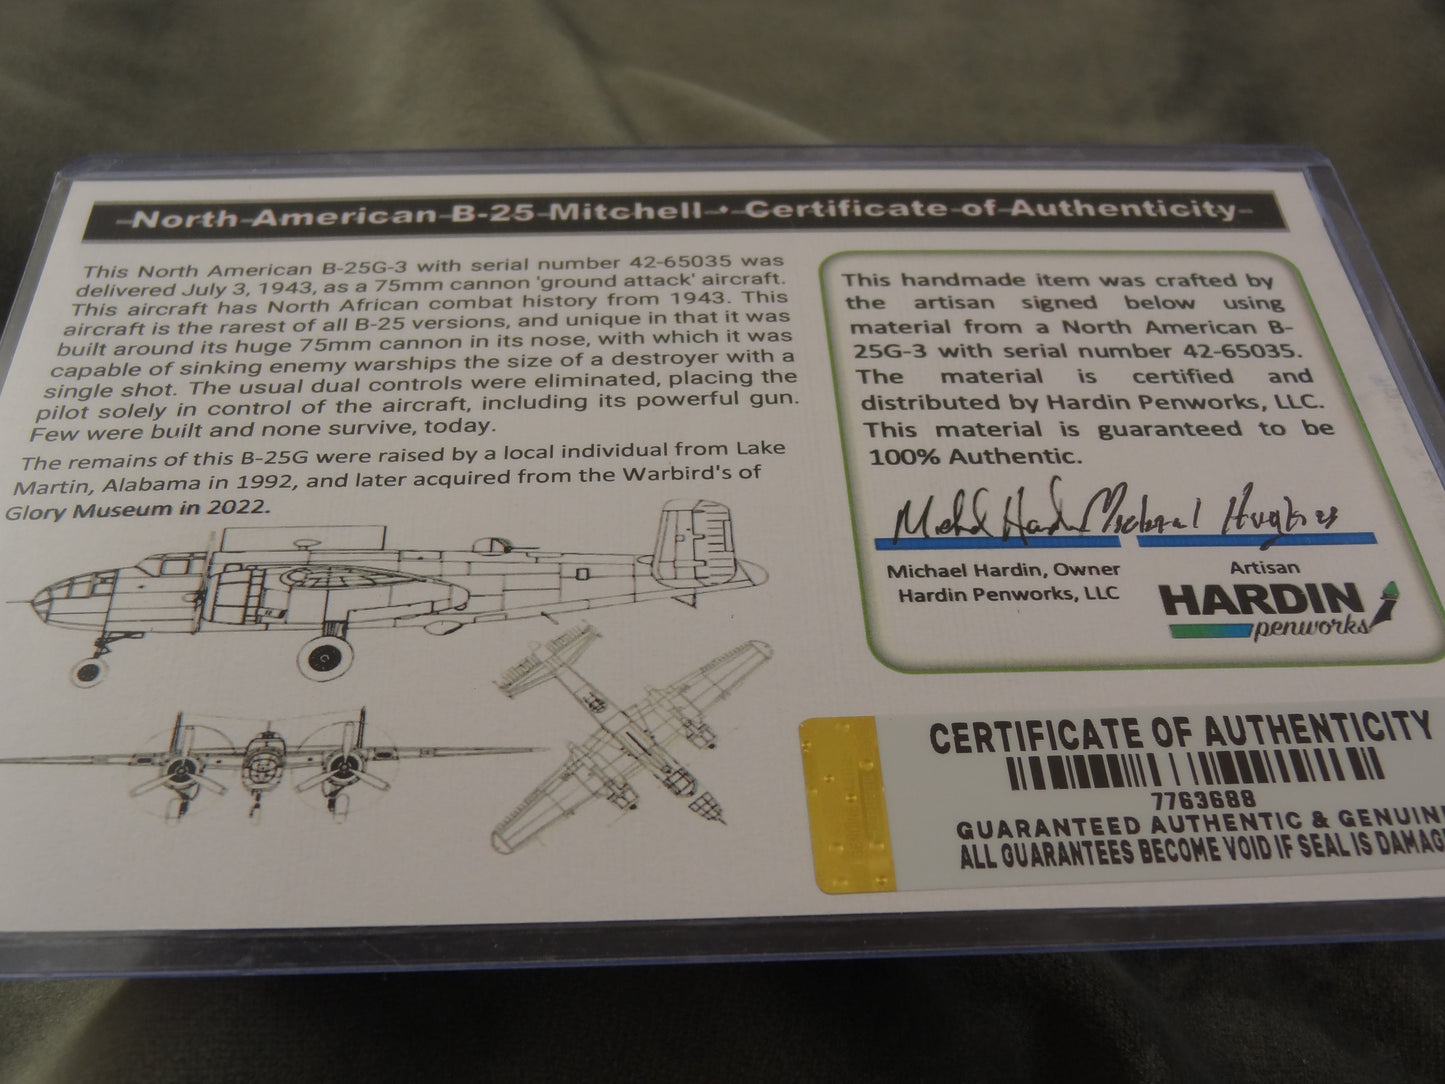 North American B-25 Mitchell • Certificate of Authenticity
This North American B-25G-3 with serial number 42-65035 was
delivered July 3, 1943, as a 75mm cannon 'ground attack' aircraft.
This aircraft has North African combat history from 1943. This
aircraft is the rarest of all B-25 versions, and unique in that it was
built around its huge 75mm cannon in its nose, with which it was
capable of sinking enemy warships the size of a destroyer with a
single shot. The usual dual controls were eliminated, placing the
pilot solely in control of the aircraft, including its powerful gun.
Few were built and none survive, today.
The remains of this B-25G were raised by a local individual from Lake
Martin, Alabama in 1992, and later acquired from the Warbird's of
Glory Museum in 2022.
This handmade item was crafted by
the artisan signed below using
material from a North American B-
25G-3 with serial number 42-65035.
The material is certified and
distributed by Hardin Penworks, LLC.
This material is guaranteed to be
100% Authentic.
Michael Hardin, Owner
Hardin Penworks, LLC
Michael Hughes
Artisan
HARDIN
penworks
CERTIFICATE OF AUTHENTICITY
7763688
GUARANTEED AUTHENTIC & GENUIN
ALL GUARANTEES BECOME VOID IF SEAL IS DAMAG